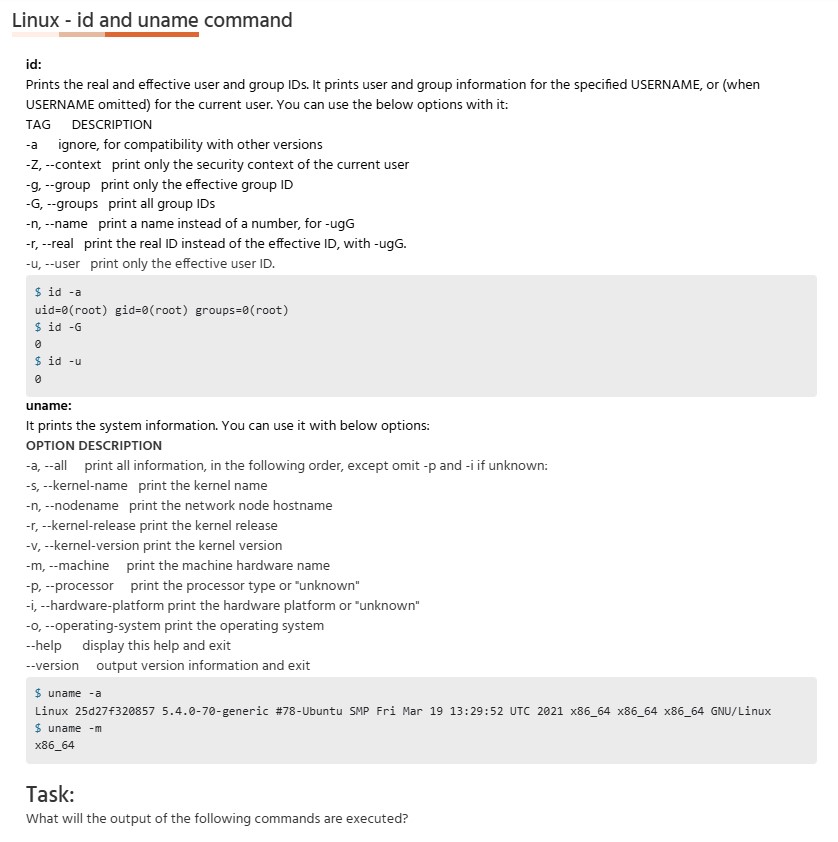 Linux - id and uname command
id:
Prints the real and effective user and group IDs. It prints user and group information for the specified USERNAME, or (when
USERNAME omitted) for the current user. You can use the below options with it:
TAG DESCRIPTION
-a ignore, for compatibility with other versions
-Z, --context print only the security context of the current user
-g, --group print only the effective group ID
-G, --groups print all group IDs
-n, --name print a name instead of a number, for -ugG
-r, --real print the real ID instead of the effective ID, with -ugG.
-u, --user print only the effective user ID.
$ id -a
uid=0(root) gid=0(root) groups=0(root)
$ id -G
0
$ id -u
0
uname:
It prints the system information. You can use it with below options:
OPTION DESCRIPTION
-a, --all print all information, in the following order, except omit -p and -i if unknown:
-s, --kernel-name print the kernel name
-n, --nodename print the network node hostname
-r, --kernel-release print the kernel release
-v, --kernel-version print the kernel version
-m, --machine print the machine hardware name
-p, --processor print the processor type or "unknown"
-i, --hardware-platform print the hardware platform or "unknown"
-o, --operating-system print the operating system
--help display this help and exit
--version output version information and exit
$ uname -a
Linux 25d27f320857 5.4.0-70-generic #78-Ubuntu SMP Fri Mar 19 13:29:52 UTC 2021 x86_64 x86_64 x86_64 GNU/Linux
$ uname -m
x86_64
Task:
What will the output of the following commands are executed?